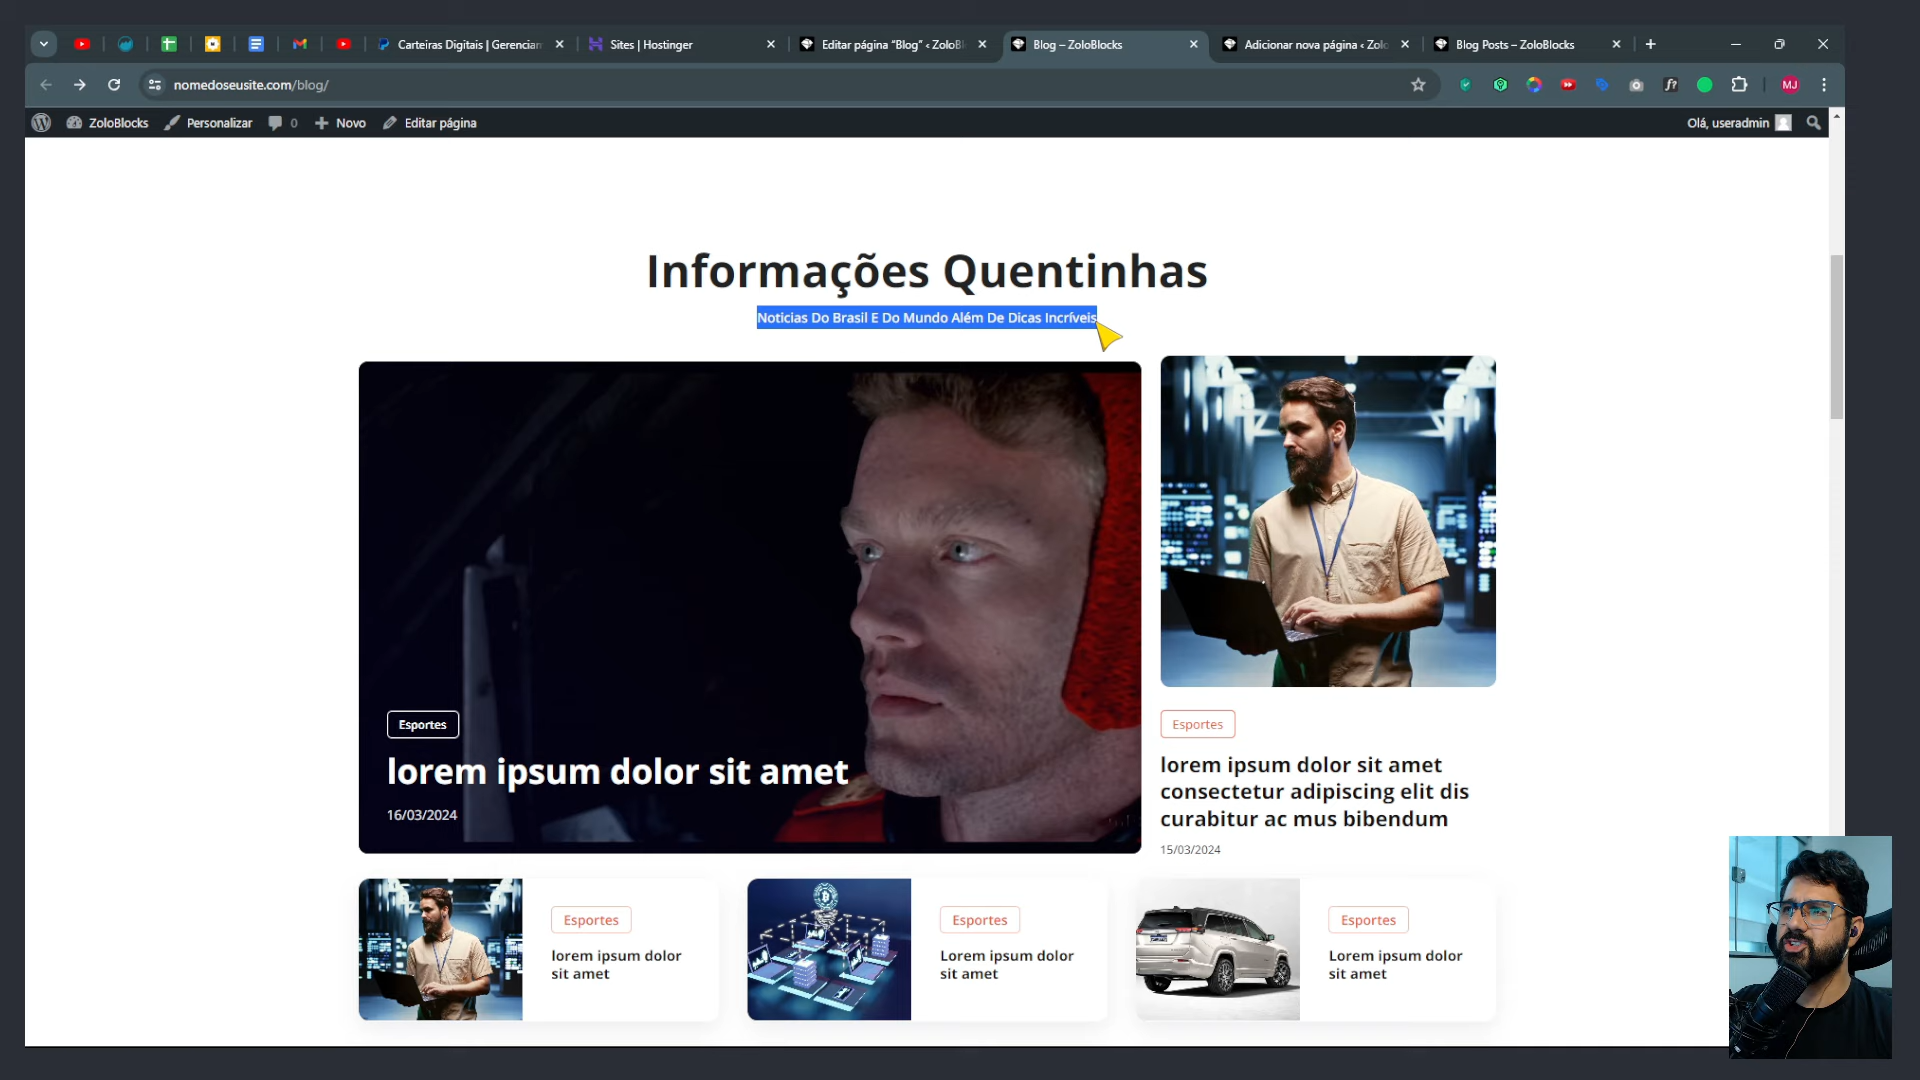 Carteiras Digitais | Gerenciam
Sites | Hostinger
Editar página “Blog” ‹ ZoloBl
Blog – ZoloBlocks
Adicionar nova página ‹ Zolo
Blog Posts – ZoloBlocks
nomedoseusite.com/blog/
f?
MJ
ZoloBlocks
Personalizar
0
Novo
Editar página
Olá, useradmin
Informações Quentinhas
Noticias Do Brasil E Do Mundo Além De Dicas Incríveis
Esportes
lorem ipsum dolor sit amet
16/03/2024
Esportes
lorem ipsum dolor sit amet
consectetur adipiscing elit dis
curabitur ac mus bibendum
15/03/2024
Esportes
lorem ipsum dolor
sit amet
Esportes
Lorem ipsum dolor
sit amet
Esportes
Lorem ipsum dolor
sit amet